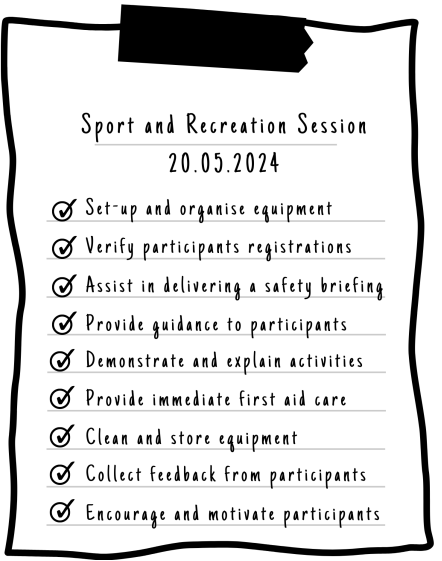 Sport and Recreation Session
20.05.2024
Set-up and organise equipment
Verify participants registrations
Assist in delivering a safety briefing
Provide guidance to participants
Demonstrate and explain activities
Provide immediate first aid care
Clean and store equipment
Collect feedback from participants
Encourage and motivate participants